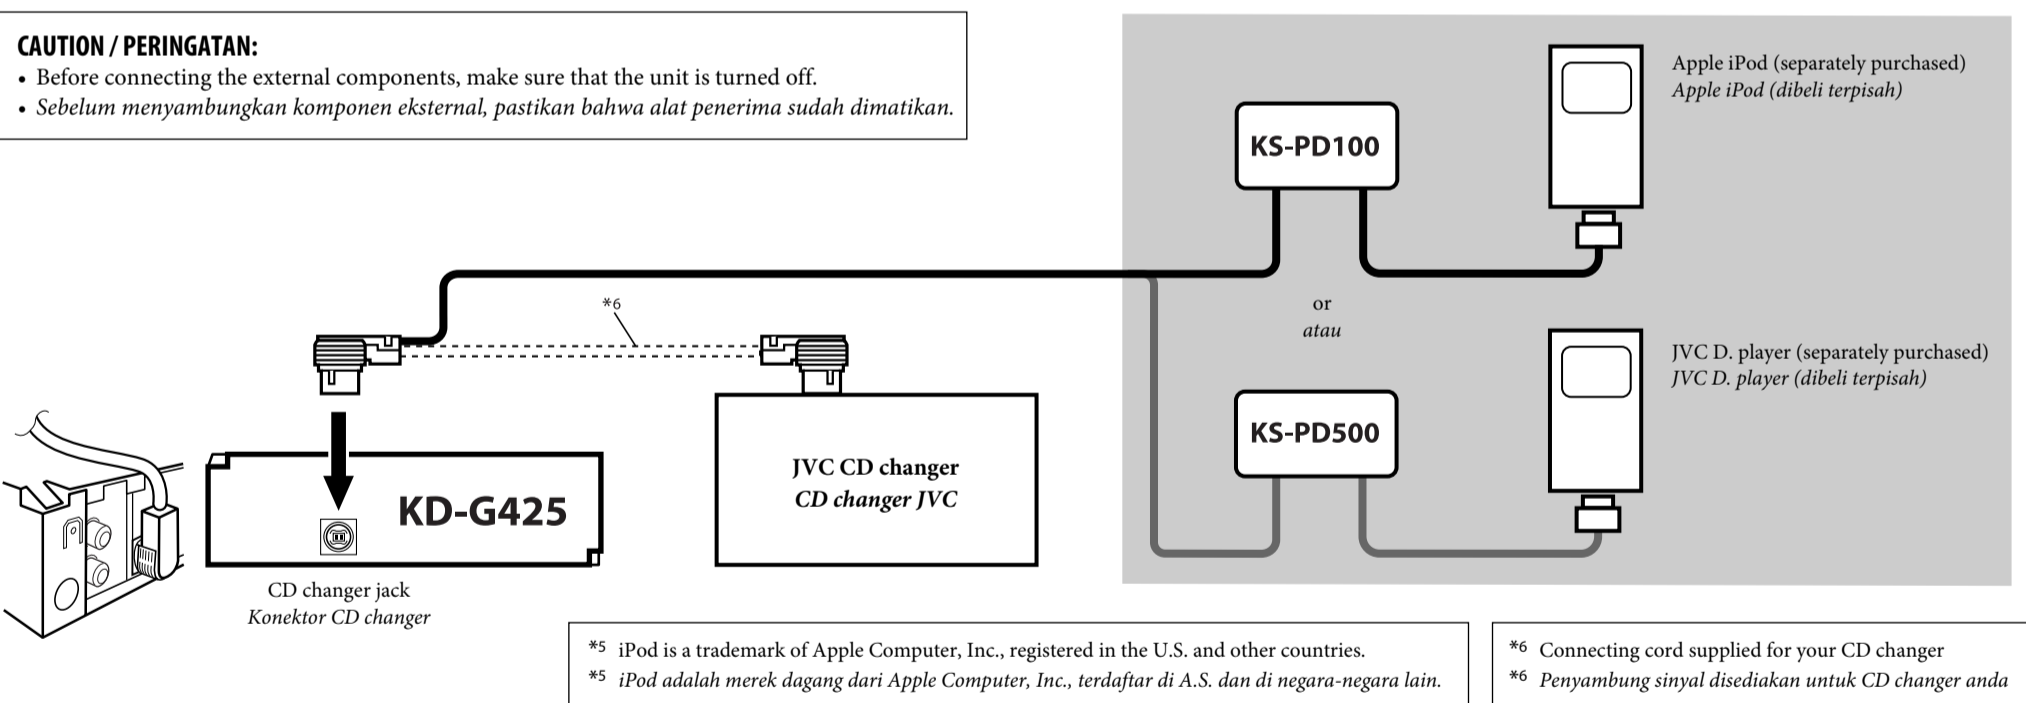 CAUTION / PERINGATAN:
• Before connecting the external components, make sure that the unit is turned off.
• Sebelum menyambungkan komponen eksternal, pastikan bahwa alat penerima sudah dimatikan.
Apple iPod (separately purchased)
Apple iPod (dibeli terpisah)
KS-PD100
*6
or
atau
JVC D. player (separately purchased)
JVC D. player (dibeli terpisah)
KS-PD500
JVC CD changer
CD changer JVC
KD-G425
CD changer jack
Konektor CD changer
*5 iPod is a trademark of Apple Computer, Inc., registered in the U.S. and other countries.
*5 iPod adalah merek dagang dari Apple Computer, Inc., terdaftar di A.S. dan di negara-negara lain.
*6 Connecting cord supplied for your CD changer
*6 Penyambung sinyal disediakan untuk CD changer anda